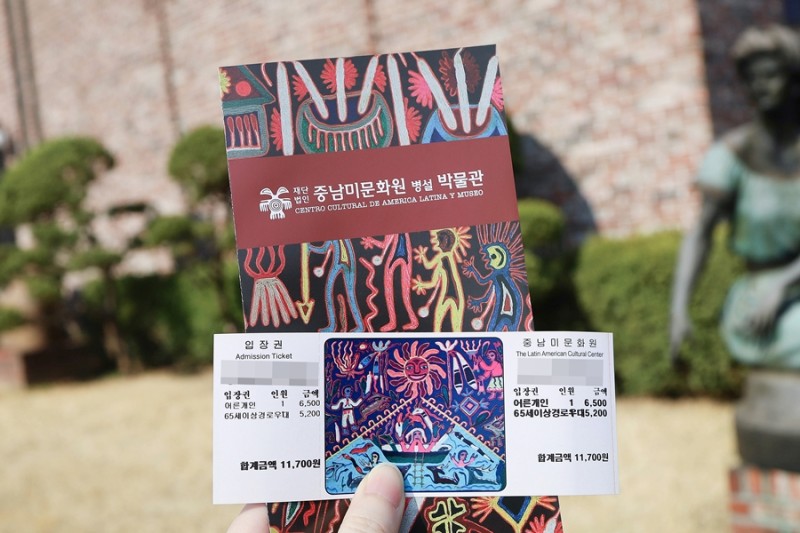 재단
법인 중남미문화원 병설 박물관
CENTRO CULTURAL DE AMERICA LATINA Y MUSEO
입 장 권
Admission Ticket
입장권 인원 금액
어른개인 1 6,500
65세이상경로우대 5,200
합계금액 11,700원
중 남 미 문 화 원
The Latin American Cultural Center
입장권 인원 금액
어른개인 1 6,500
65세이상경로우대5,200
합계금액 11,700원